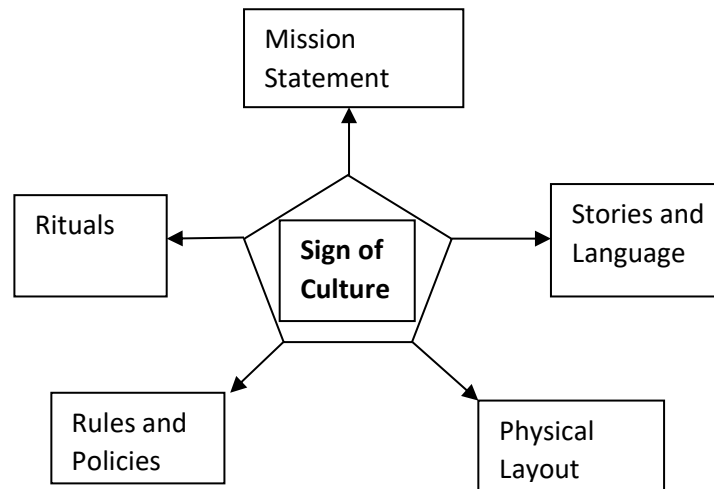 Mission
Statement
Rituals
Stories and
Language
Sign of
Culture
Rules and
Policies
Physical
Layout